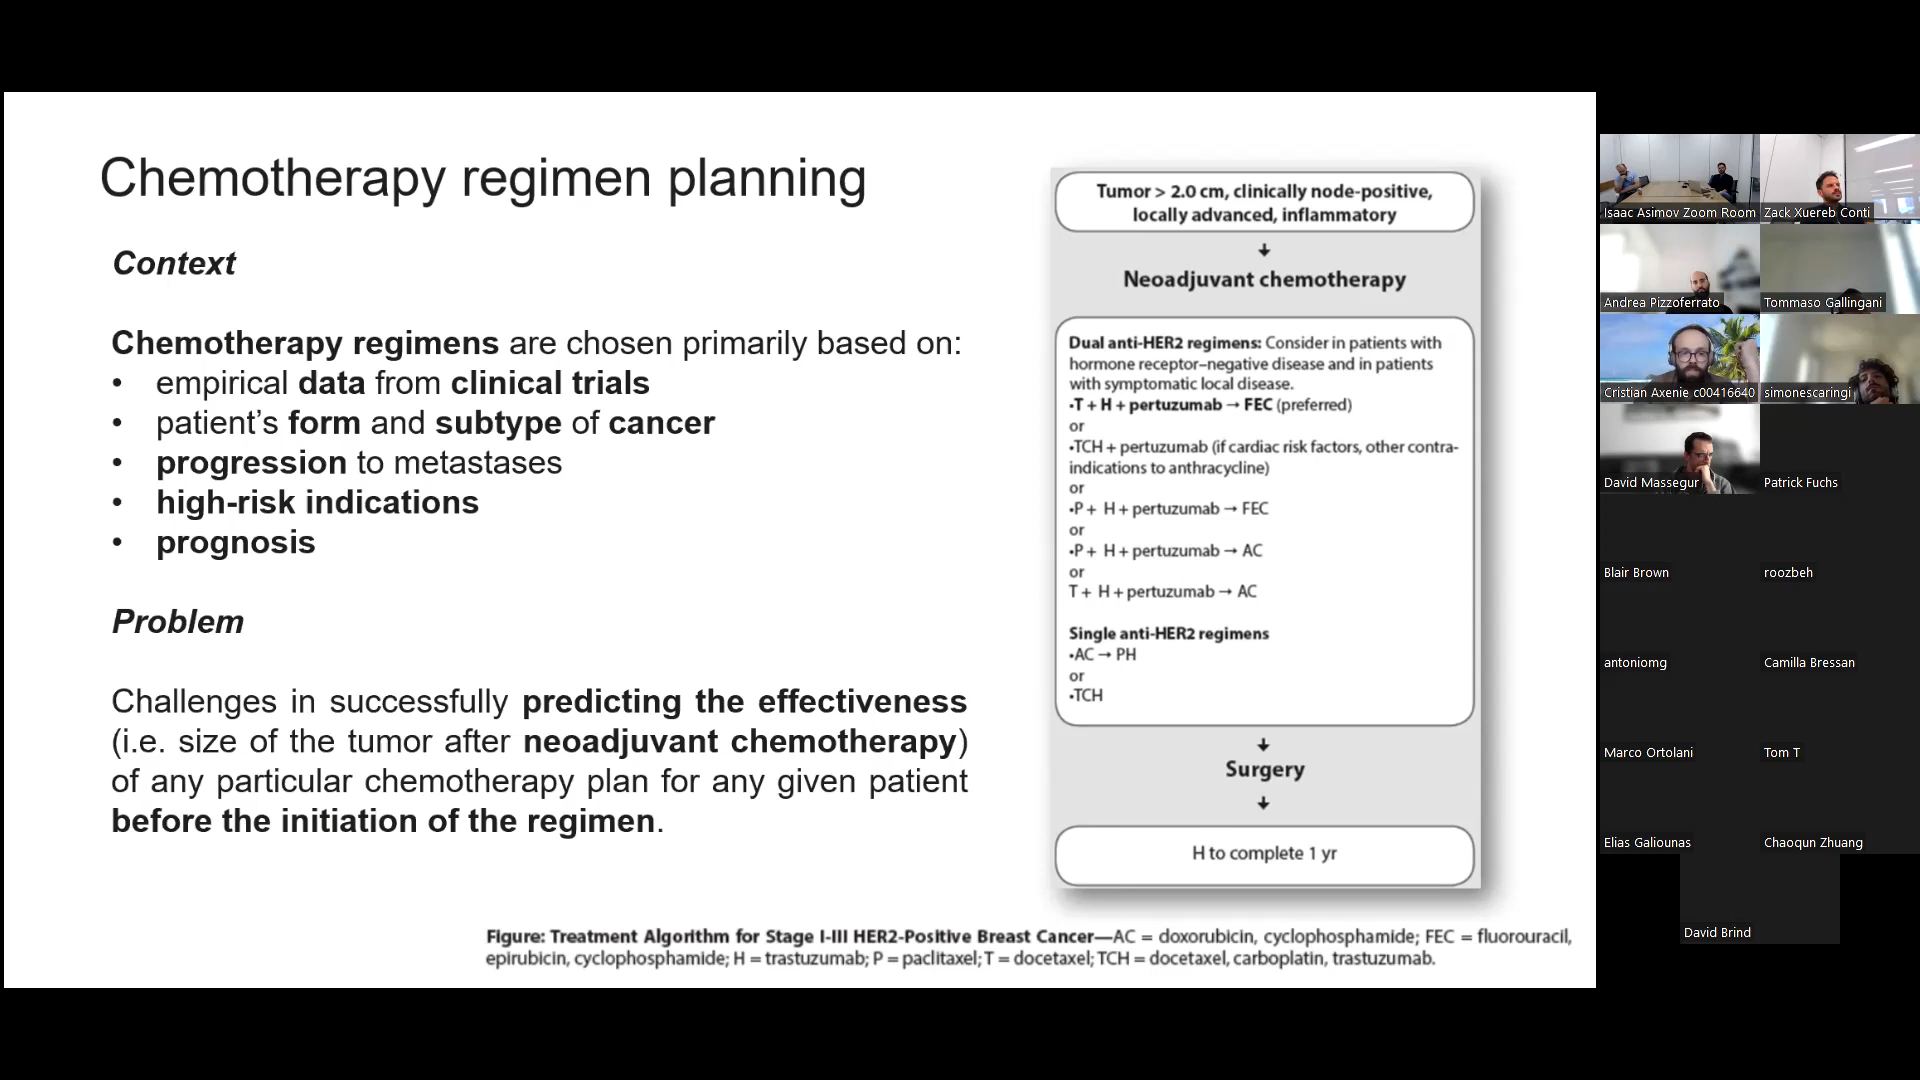 Chemotherapy regimen planning
Context
Chemotherapy regimens are chosen primarily based on:
• empirical data from clinical trials
• patient’s form and subtype of cancer
• progression to metastases
• high-risk indications
• prognosis
Problem
Challenges in successfully predicting the effectiveness
(i.e. size of the tumor after neoadjuvant chemotherapy)
of any particular chemotherapy plan for any given patient
before the initiation of the regimen.
Tumor > 2.0 cm, clinically node-positive,
locally advanced, inflammatory
Neoadjuvant chemotherapy
Dual anti-HER2 regimens: Consider in patients with
hormone receptor–negative disease and in patients
with symptomatic local disease.
•T + H + pertuzumab → FEC (preferred)
or
•TCH + pertuzumab (if cardiac risk factors, other contra-
indications to anthracycline)
or
•P + H + pertuzumab → FEC
or
•P + H + pertuzumab → AC
or
T + H + pertuzumab → AC
Single anti-HER2 regimens
•AC → PH
or
•TCH
Surgery
H to complete 1 yr
Figure: Treatment Algorithm for Stage I-III HER2-Positive Breast Cancer—AC = doxorubicin, cyclophosphamide; FEC = fluorouracil,
epirubicin, cyclophosphamide; H = trastuzumab; P = paclitaxel; T = docetaxel; TCH = docetaxel, carboplatin, trastuzumab.
Isaac Asimov Zoom Room
Zack Xuereb Conti
Andrea Pizzoferrato
Tommaso Gallingani
Cristian Axenie c00416640
simonescaringi
David Massegur
Patrick Fuchs
Blair Brown
roozbeh
antoniomg
Camilla Bressan
Marco Ortolani
Tom T
Elias Galiounas
Chaoqun Zhuang
David Brind